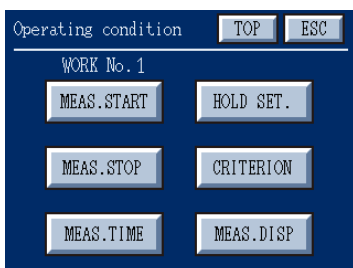 Operating condition TOP ESC
WORK No.1
MEAS.START HOLD SET.
MEAS.STOP CRITERION
MEAS.TIME MEAS.DISP